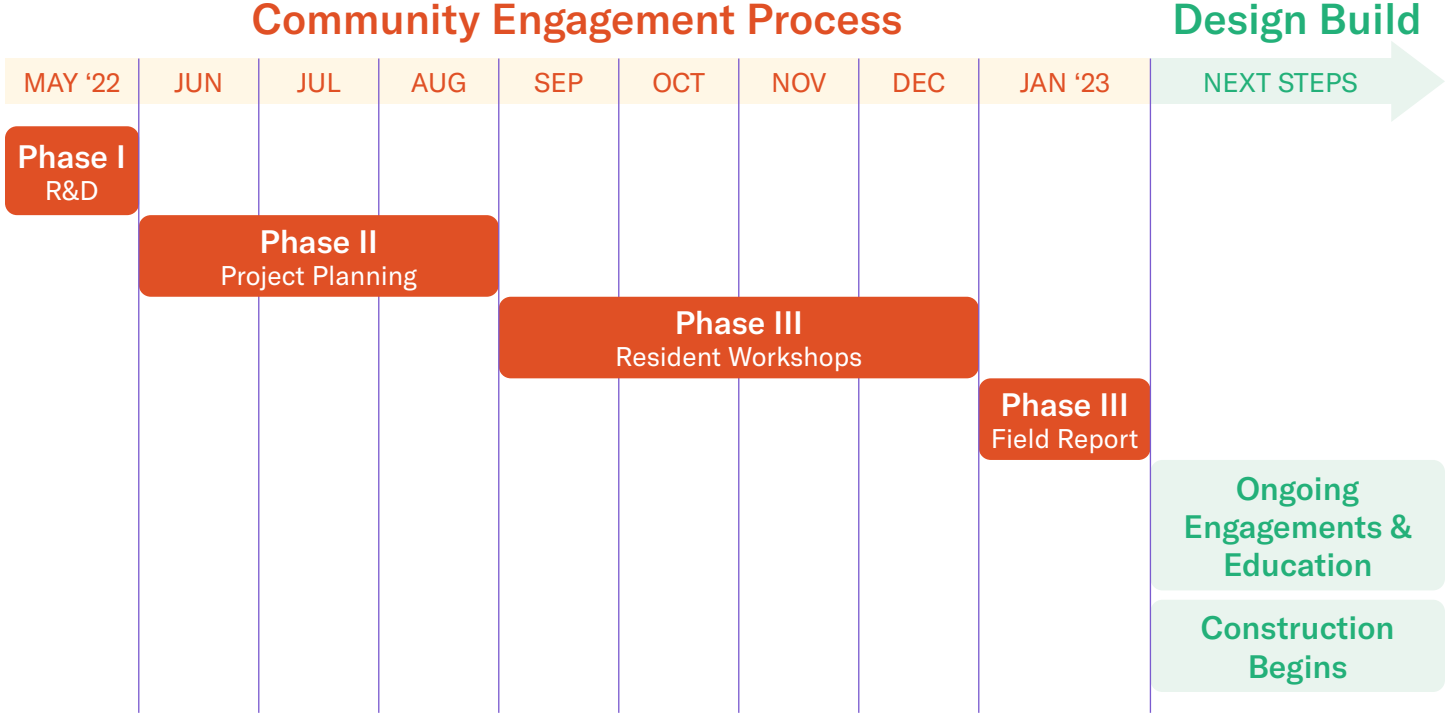 Community Engagement Process
Design Build
MAY ‘22
JUN
JUL
AUG
SEP
OCT
NOV
DEC
JAN ‘23
NEXT STEPS
Phase I
R&D
Phase II
Project Planning
Phase III
Resident Workshops
Phase III
Field Report
Ongoing
Engagements &
Education
Construction
Begins